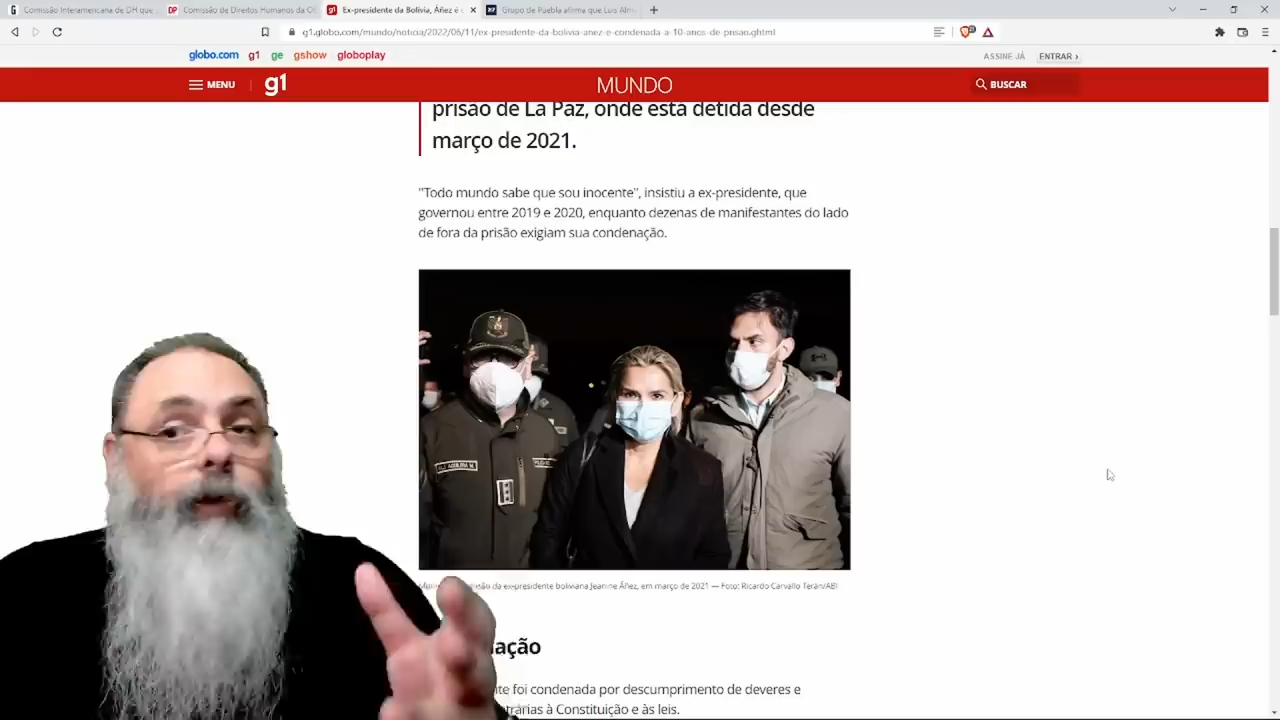 Comissão Interamericana de DH que
Comissão de Direitos Humanos da O
Ex-presidente da Bolívia, Áñez é c
Grupo de Puebla afirma que Luis Alm
g1.globo.com/mundo/noticia/2022/06/11/ex-presidente-da-bolivia-anez-e-condenada-a-10-anos-de-prisao.ghtml
globo.com g1 ge gshow globoplay ASSINE JÁ ENTRAR ›
MENU g1 MUNDO BUSCAR
prisão de La Paz, onde está detida desde
março de 2021.
"Todo mundo sabe que sou inocente", insistiu a ex-presidente, que
governou entre 2019 e 2020, enquanto dezenas de manifestantes do lado
de fora da prisão exigiam sua condenação.
da ex-presidente boliviana Jeanine Áñez, em março de 2021 — Foto: Ricardo Carvallo Terán/ABI
ação
nte foi condenada por descumprimento de deveres e
trárias à Constituição e às leis.